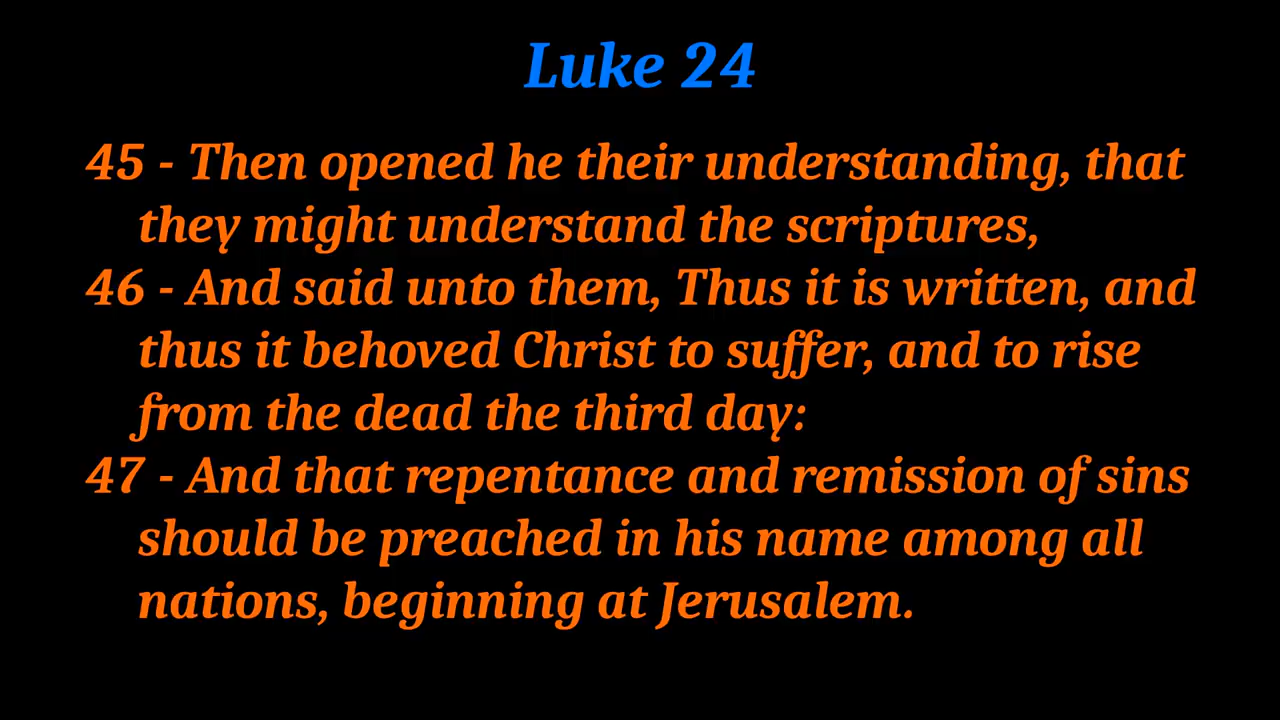 Luke 24
45 - Then opened he their understanding, that
they might understand the scriptures,
46 - And said unto them, Thus it is written, and
thus it behoved Christ to suffer, and to rise
from the dead the third day:
47 - And that repentance and remission of sins
should be preached in his name among all
nations, beginning at Jerusalem.